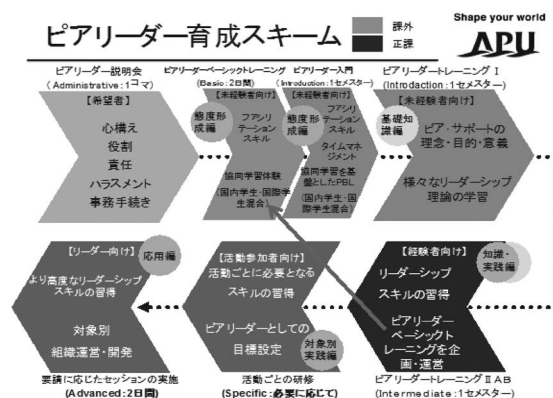 ピアリーダー育成スキーム
課外
正課
Shape your world
APU
ピアリーダー説明会
(Administrative:1コマ)
【希望者】
心構え
役割
責任
ハラスメント
事務手続き
ピアリーダーベーシックトレーニング
(Basic:2日間)
【未経験者向け】
態度形
成編
ファシリ
テーション
スキル
協同学習体験
(国内学生・国際学
生混合)
ピアリーダー入門
(Introduction:1セメスター)
【未経験者向け】
態度形
成編
ファシリ
テーション
スキル
タイムマネ
ジメント
協同学習を基
盤としたPBL
(国内学生・国
際学生混合)
ピアリーダートレーニングⅠ
(Introdaction:1セメスター)
【未経験者向け】
基礎知
識編
ピア・サポートの
理念・目的・意義
様々なリーダーシップ
理論の学習
【リーダー向け】
応用編
より高度なリーダーシップ
スキルの習得
対象別
組織運営・開発
要請に応じたセッションの実施
(Advanced:2日間)
【活動参加者向け】
活動ごとに必要となる
スキルの習得
ピアリーダーとしての
目標設定
対象別
実践編
活動ごとの研修
(Specific:必要に応じて)
【経験者向け】
知識・
実践編
リーダーシップ
スキルの習得
ピアリーダー
ベーシックト
レーニングを企
画・運営
ピアリーダートレーニングⅡAB
(Intermediate:1セメスター)